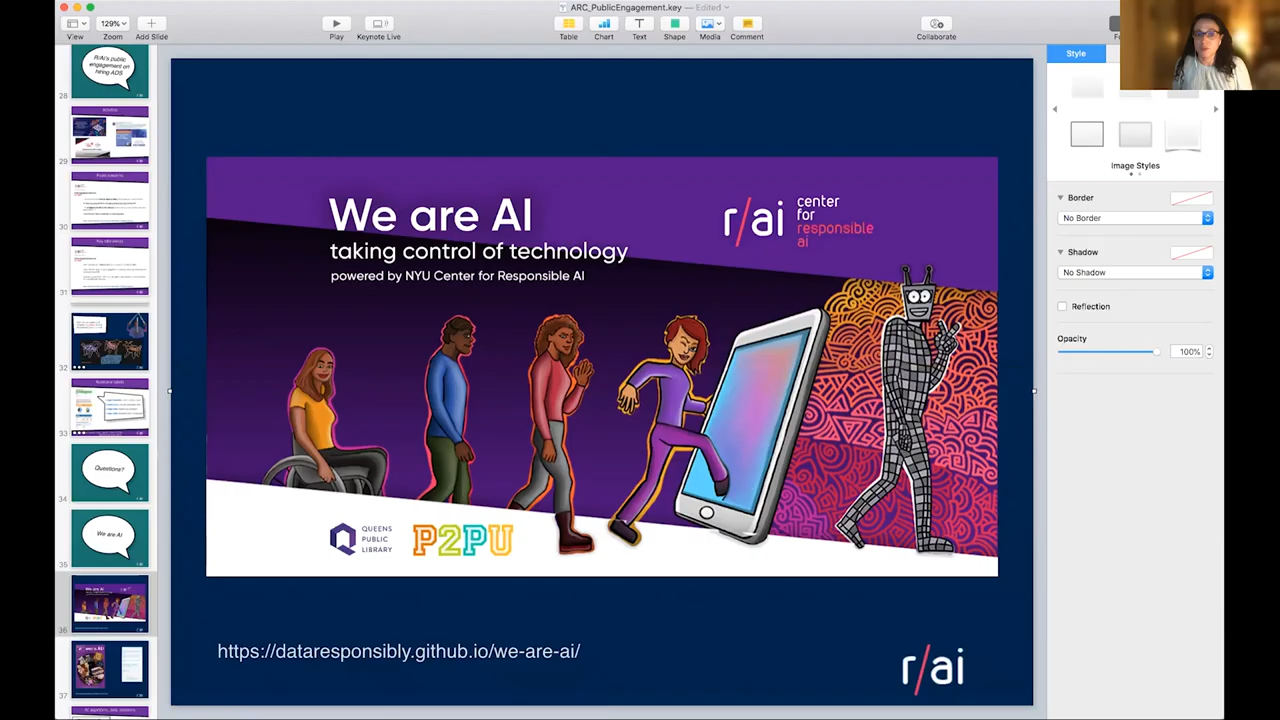 ARC_PublicEngagement.key — Edited
129%
View
Zoom
Add Slide
Play
Keynote Live
Table
Chart
Text
Shape
Media
Comment
Collaborate
R/AI's public
engagement on
hiring ADS
28
29
30
31
32
33
Questions?
34
We are AI
35
36
37
We are AI
taking control of technology
powered by NYU Center for Responsible AI
r/ai
center
for
responsible
ai
QUEENS
PUBLIC
LIBRARY
P2PU
https://dataresponsibly.github.io/we-are-ai/
r/ai
Style
Image Styles
Border
No Border
Shadow
No Shadow
Reflection
Opacity
100%